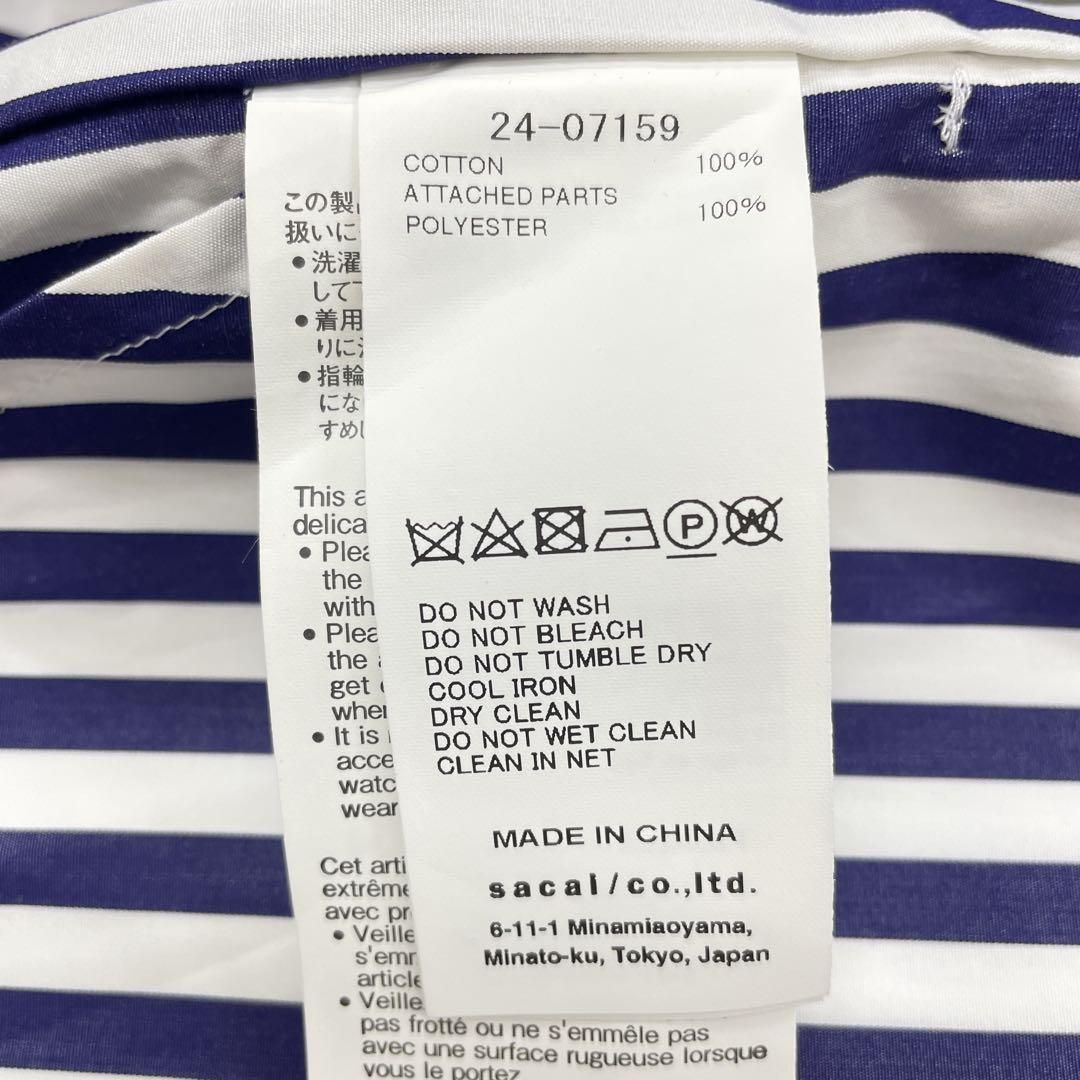 24-07159
COTTON 100%
ATTACHED PARTS
POLYESTER 100%
P
W
DO NOT WASH
DO NOT BLEACH
DO NOT TUMBLE DRY
COOL IRON
DRY CLEAN
DO NOT WET CLEAN
CLEAN IN NET
MADE IN CHINA
sacai/co.,ltd.
6-11-1 Minamiaoyama,
Minato-ku, Tokyo, Japan
この製
扱いに
• 洗濯
して
• 着用
りに
• 指輪
にな
すめ
This
delica
• Plea
the
with
• Plea
the
get
when
• It is
acce
watc
wear
Cet arti
extrême
avec pr
• Veille
s'em
article
• Veille
pas frotté ou ne s'emmêle pas
avec une surface rugueuse lorsque
vous le portez